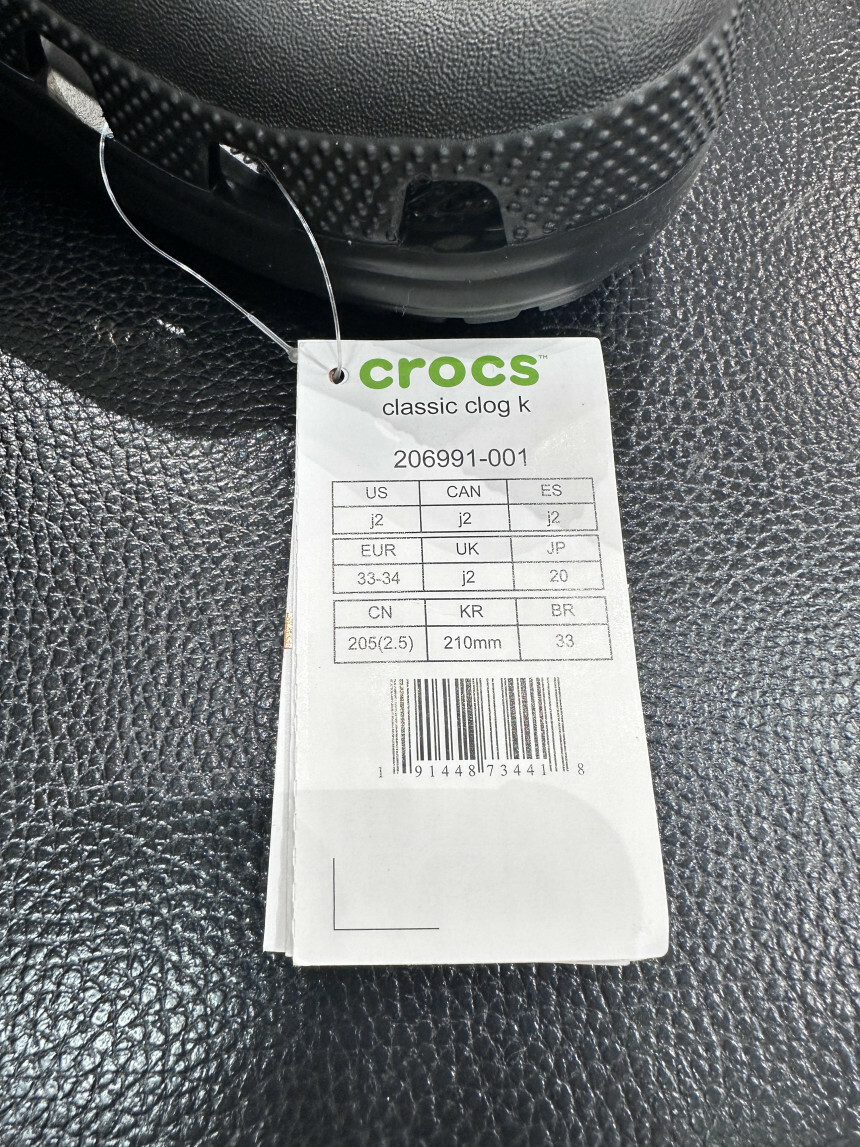 crocs™
classic clog k
206991-001
US CAN ES
j2 j2 j2
EUR UK JP
33-34 j2 20
CN KR BR
205(2.5) 210mm 33
1 91448 73441 8